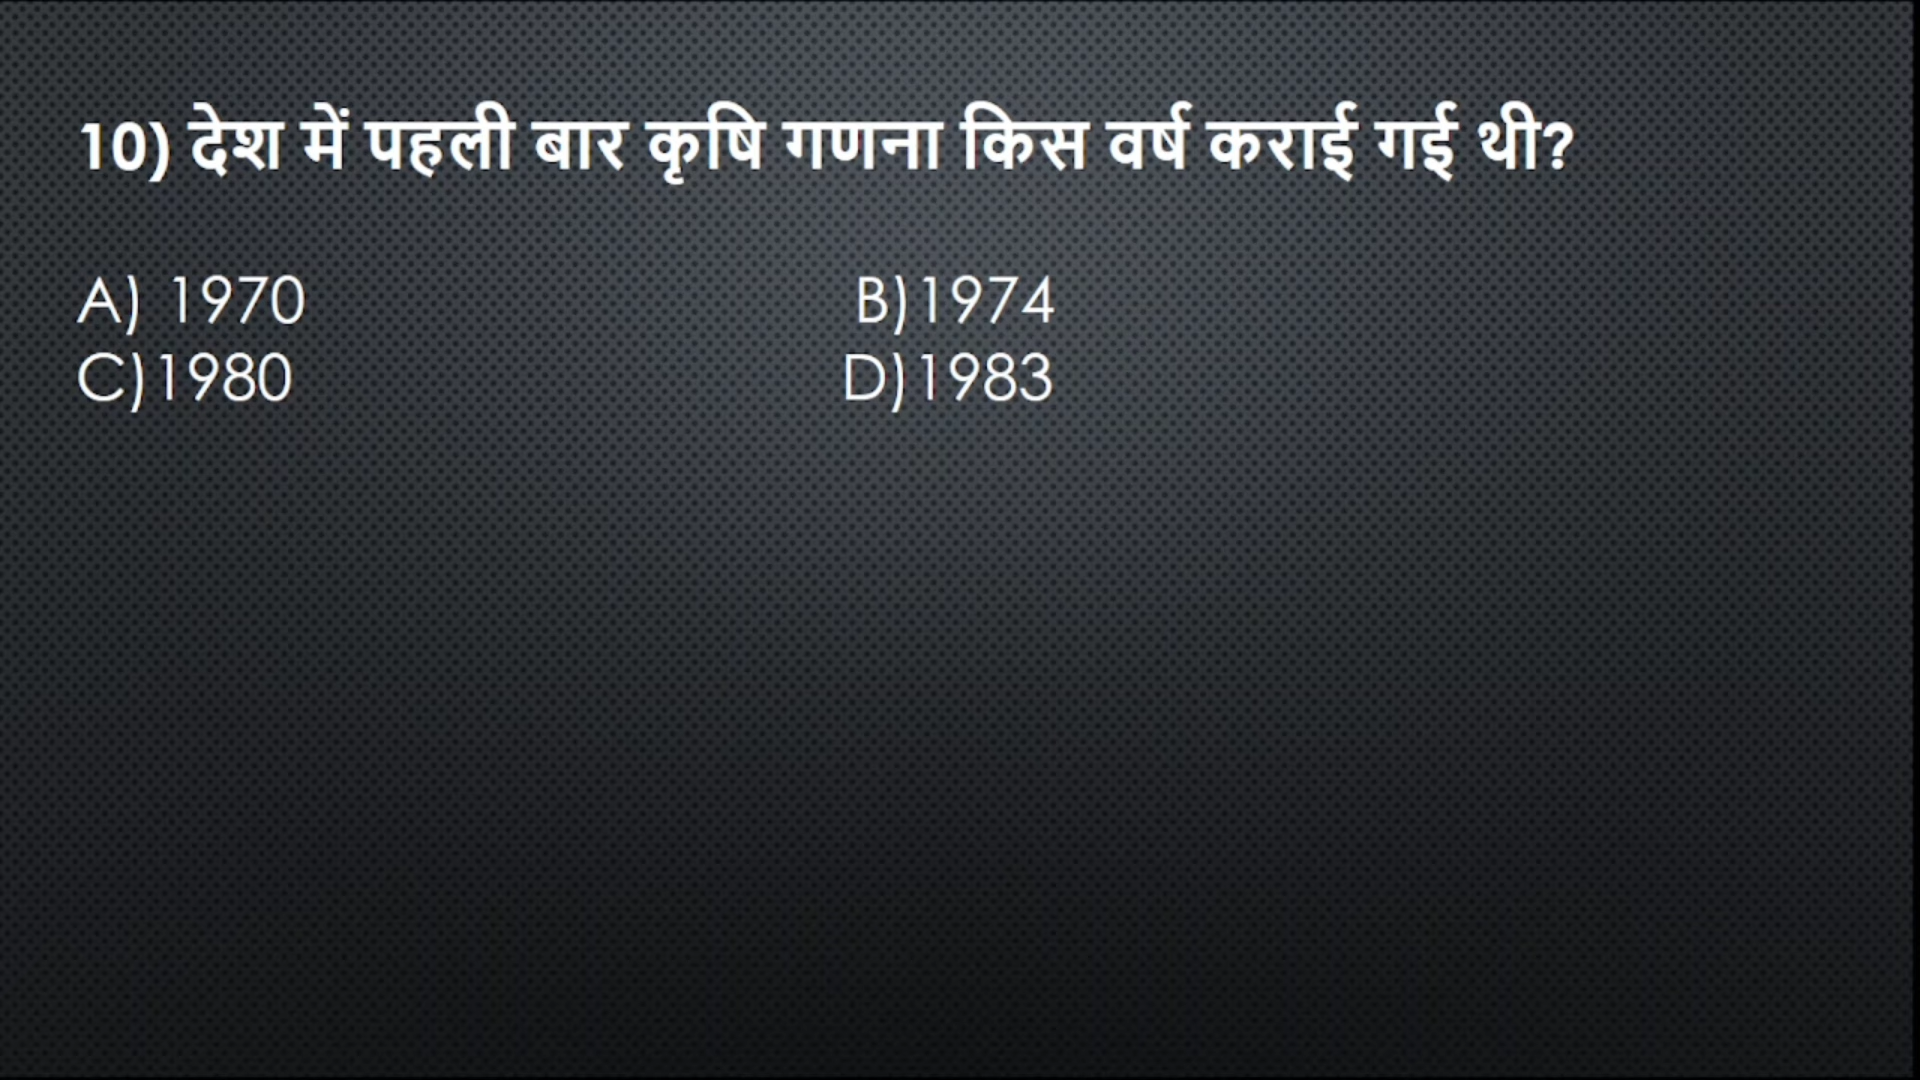 10) देश में पहली बार कृषि गणना किस वर्ष कराई गई थी?
A) 1970 B)1974
C)1980 D)1983